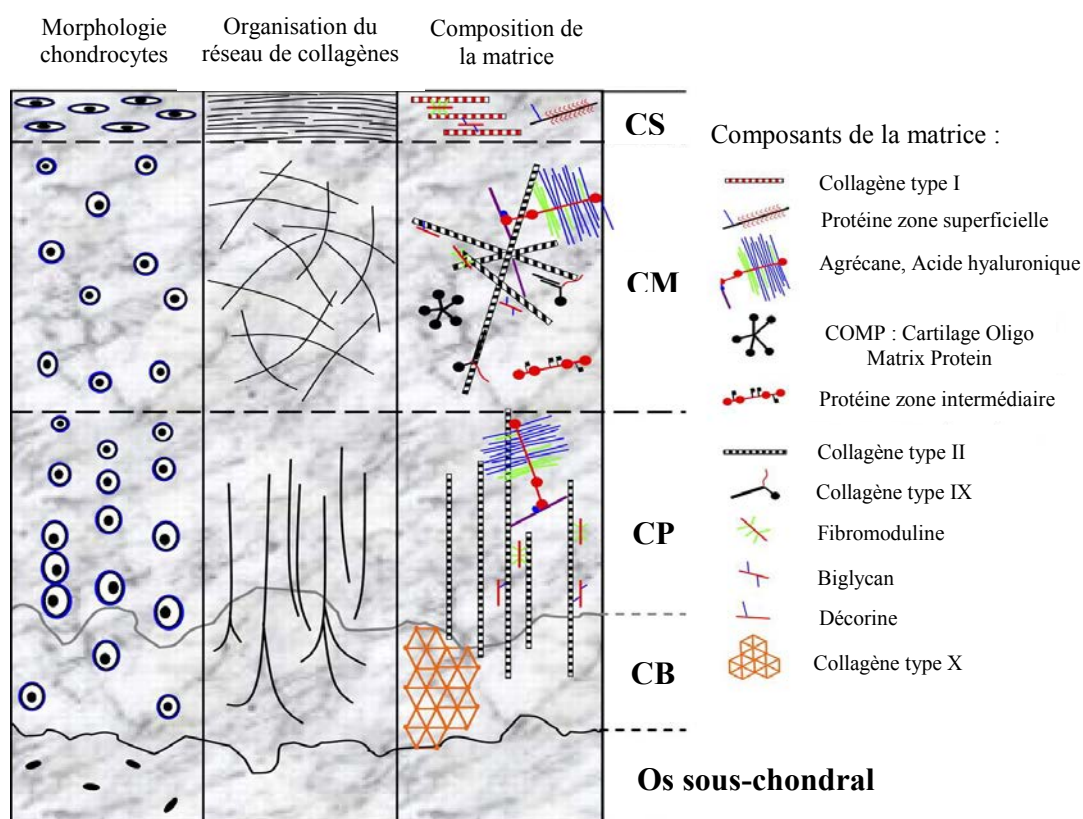 Morphologie
chondrocytes
Organisation du
réseau de collagènes
Composition de
la matrice
CS
CM
CP
CB
Os sous-chondral
Composants de la matrice :
Collagène type I
Protéine zone superficielle
Agrécane, Acide hyaluronique
COMP : Cartilage Oligo
Matrix Protein
Protéine zone intermédiaire
Collagène type II
Collagène type IX
Fibromoduline
Biglycan
Décorine
Collagène type X